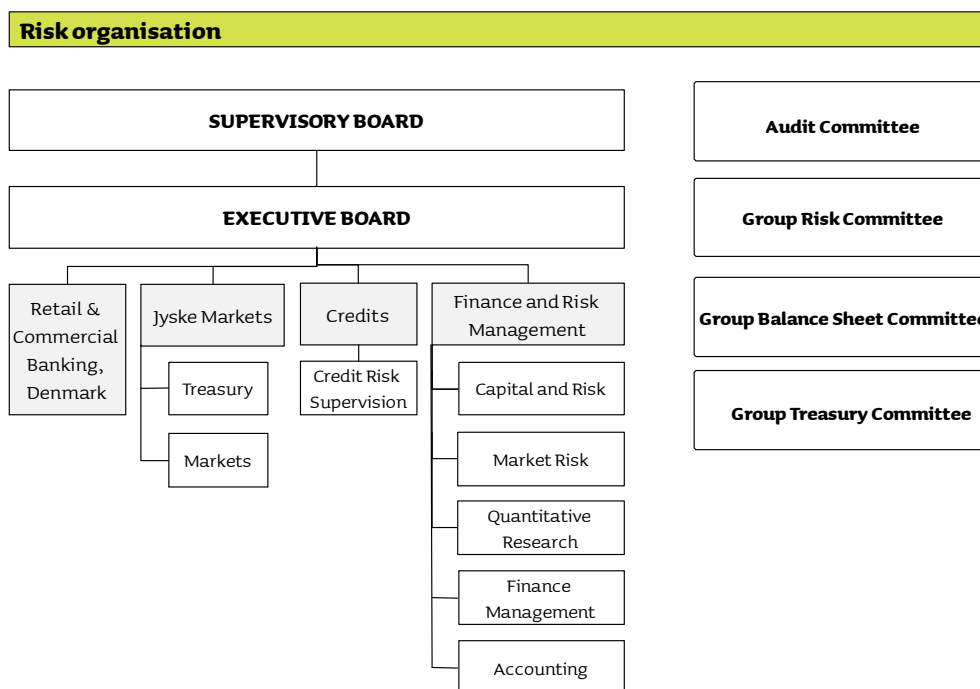 Risk organisation
SUPERVISORY BOARD
EXECUTIVE BOARD
Retail &
Commercial
Banking,
Denmark
Jyske Markets
Treasury
Markets
Credits
Credit Risk
Supervision
Finance and Risk
Management
Capital and Risk
Market Risk
Quantitative
Research
Finance
Management
Accounting
Audit Committee
Group Risk Committee
Group Balance Sheet Committee
Group Treasury Committee